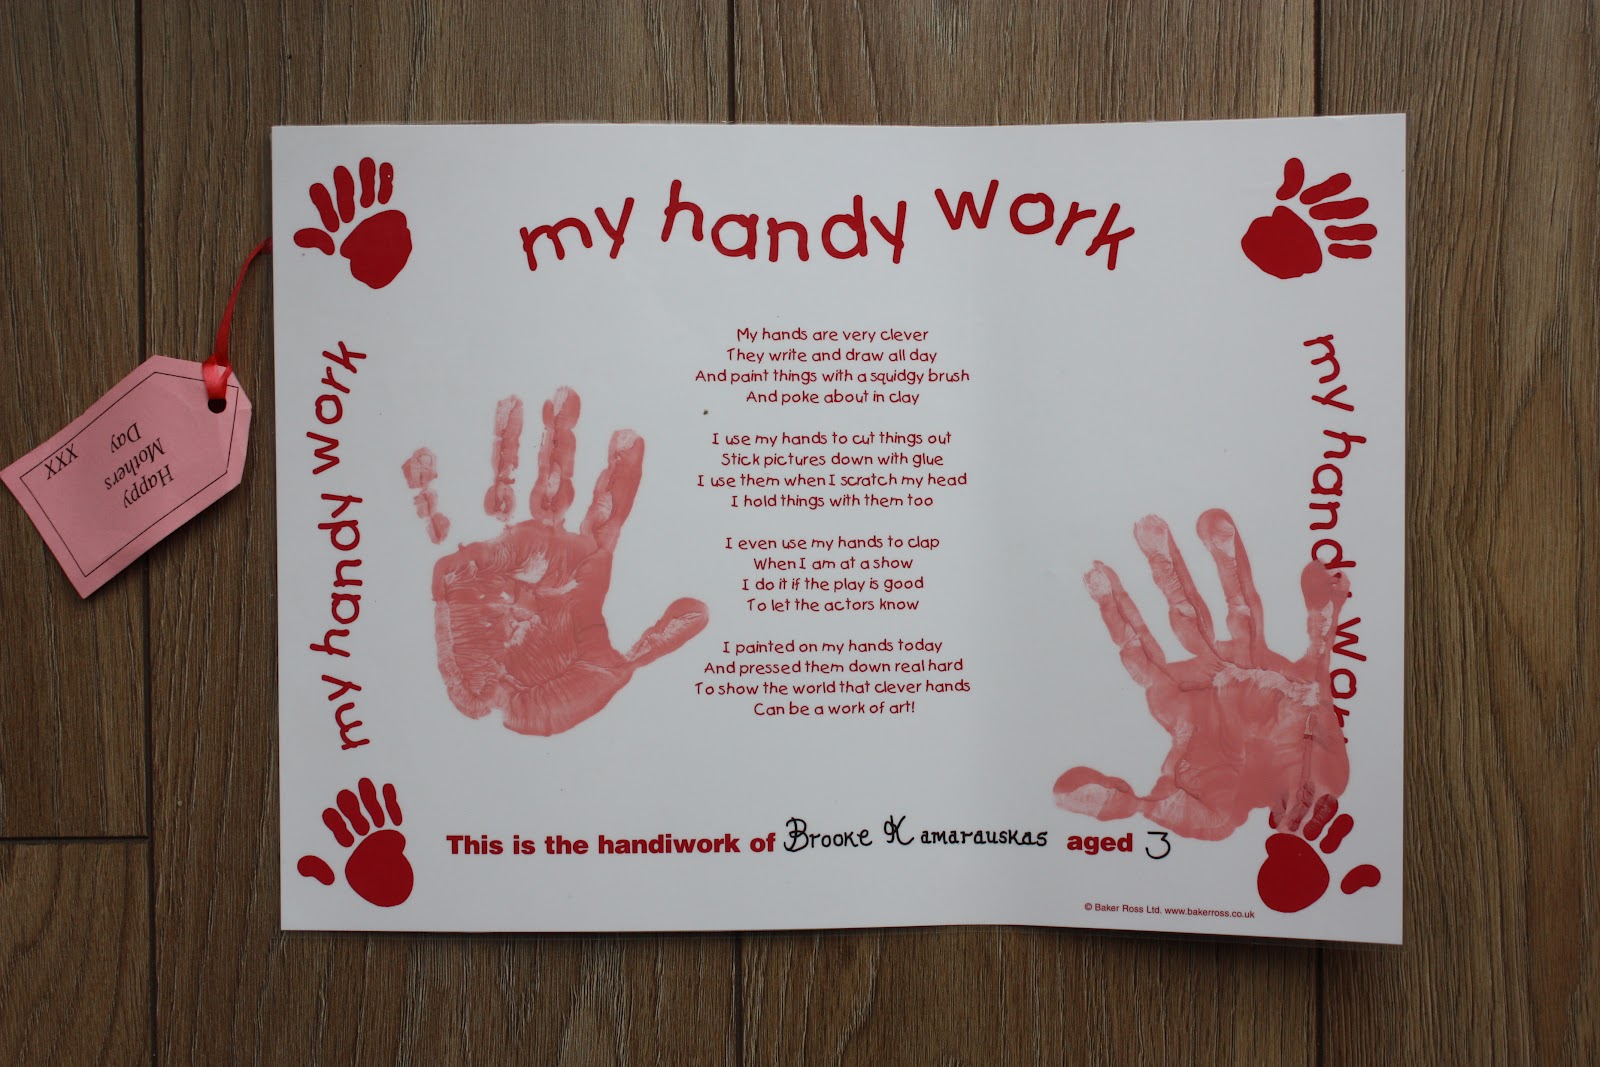 my handy work
my handy work
my handy work
Happy
Mothers
Day
XXX
My hands are very clever
They write and draw all day
And paint things with a squidgy brush
And poke about in clay
I use my hands to cut things out
Stick pictures down with glue
I use them when I scratch my head
I hold things with them too
I even use my hands to clap
When I am at a show
I do it if the play is good
To let the actors know
I painted on my hands today
And pressed them down real hard
To show the world that clever hands
Can be a work of art!
This is the handiwork of Brooke Kamarauskas aged 3
© Baker Ross Ltd. www.bakerross.co.uk